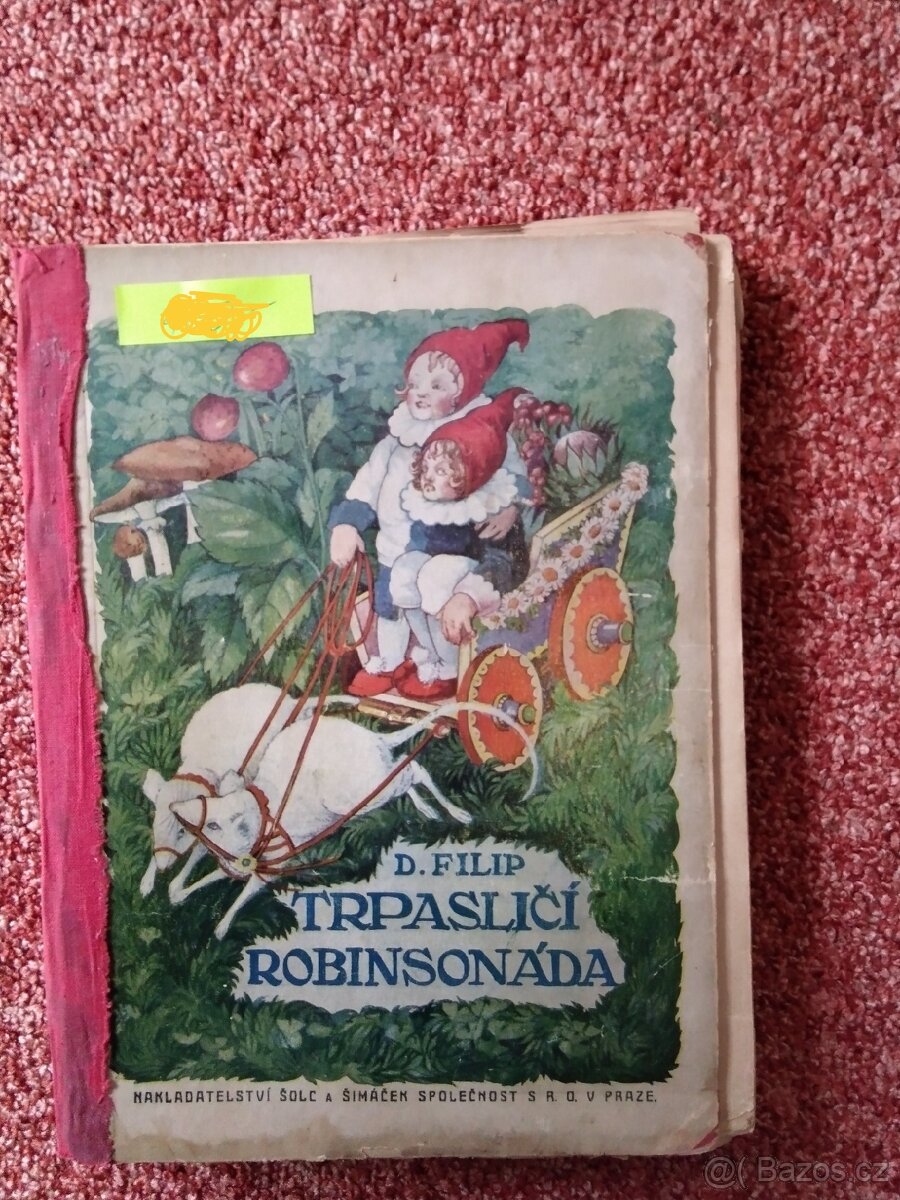 D. FILIP
TRPASLIČÍ
ROBINSONÁDA
NAKLADATELSTVÍ ŠOLC A ŠIMÁČEK SPOLEČNOST S R. O. V PRAZE.
@( Bazos.cz